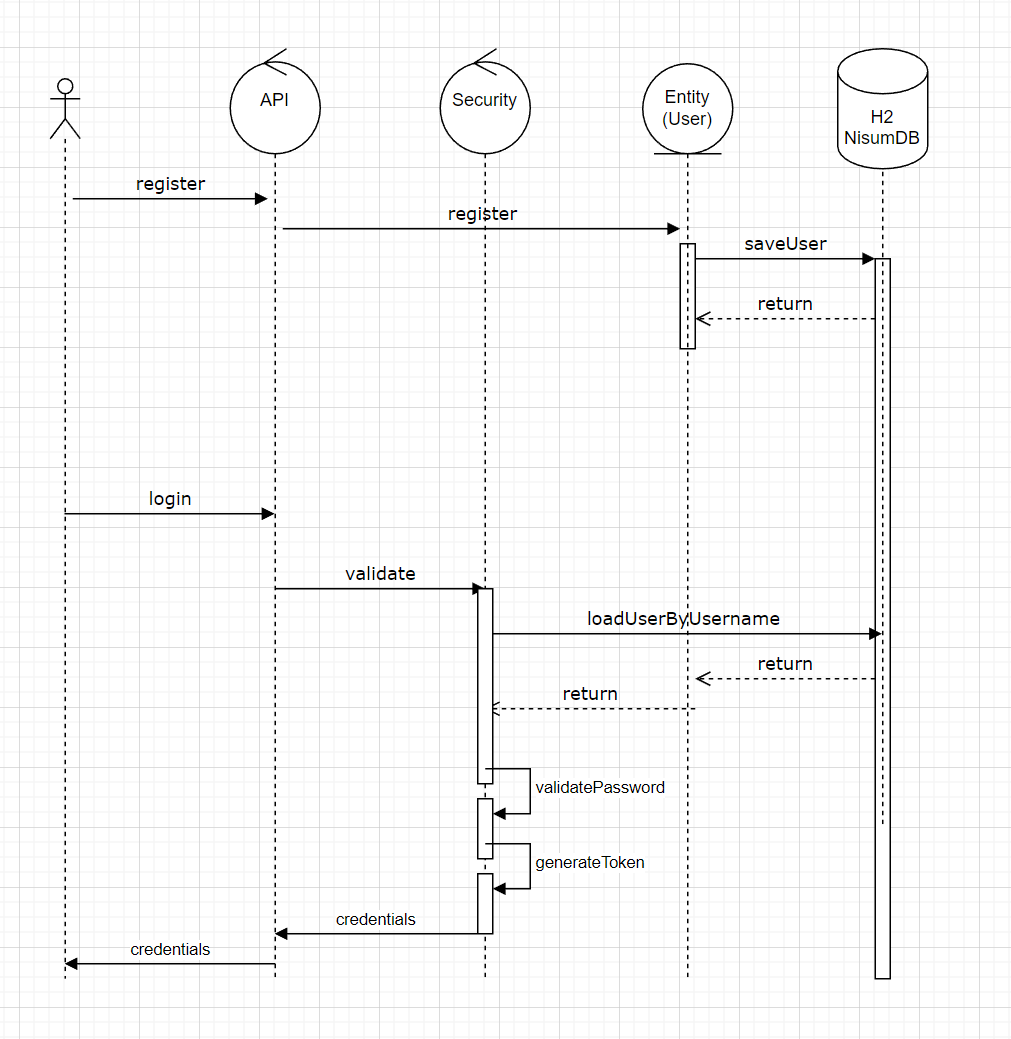 API
Security
Entity
(User)
H2
NisumDB
register
register
saveUser
return
login
validate
loadUserByUsername
return
return
validatePassword
generateToken
credentials
credentials